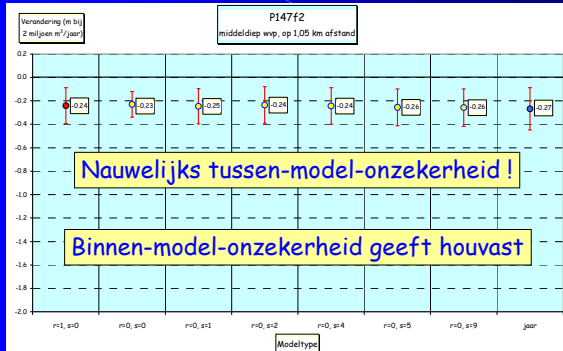 Verandering (m bij
2 miljoen m³/jaar)
P147f2
middeldiep wvp, op 1,05 km afstand
0.2
0.0
-0.2
-0.4
-0.6
-0.8
-1.0
-1.2
-1.4
-1.6
-1.8
-2.0
-0.24
-0.23
-0.25
-0.24
-0.24
-0.26
-0.26
-0.27
Nauwelijks tussen-model-onzekerheid !
Binnen-model-onzekerheid geeft houvast
r=1, s=0
r=0, s=0
r=0, s=1
r=0, s=2
r=0, s=4
r=0, s=5
r=0, s=9
jaar
Modeltype